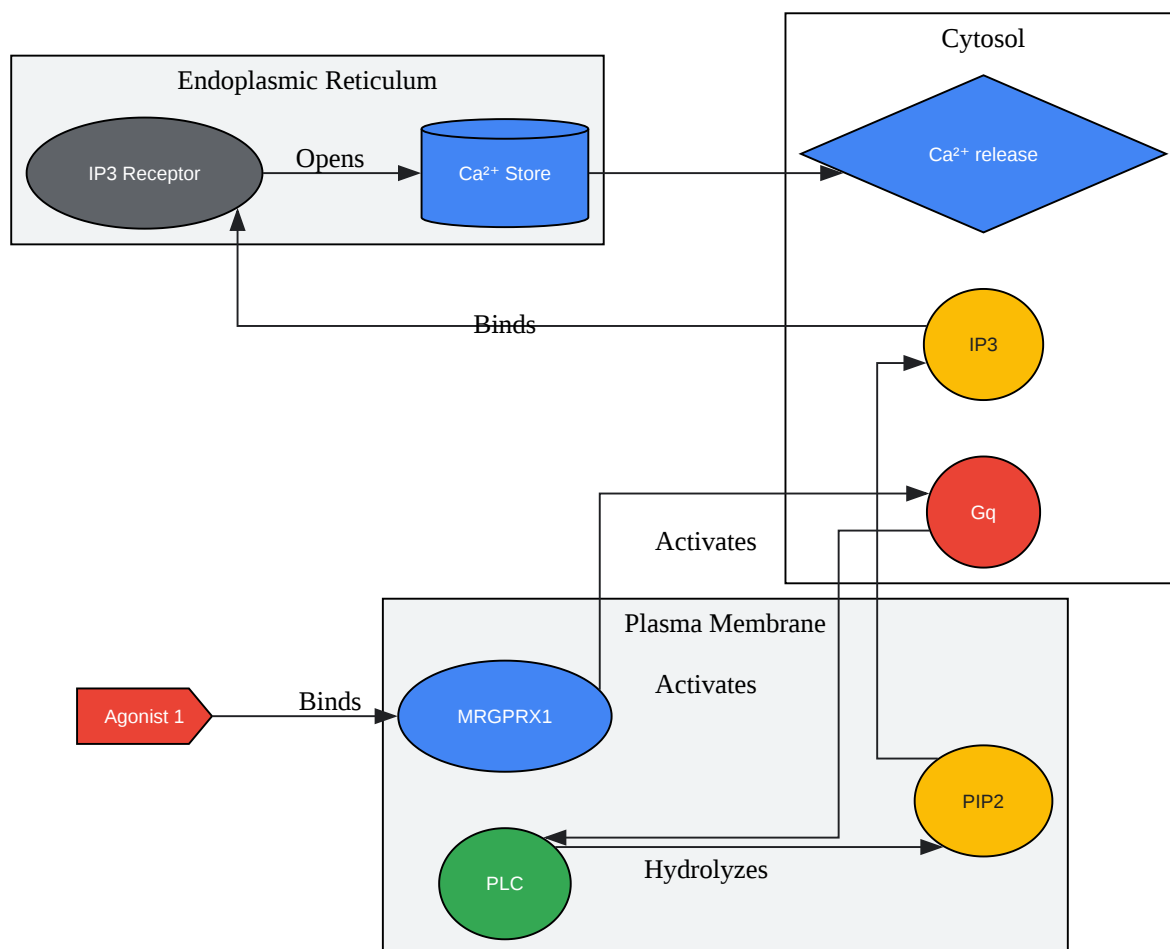 Cytosol
Endoplasmic Reticulum
IP3 Receptor
Opens
Ca²⁺ Store
Ca²⁺ release
Binds
IP3
Gq
Activates
Plasma Membrane
Activates
Agonist 1
Binds
MRGPRX1
PIP2
PLC
Hydrolyzes